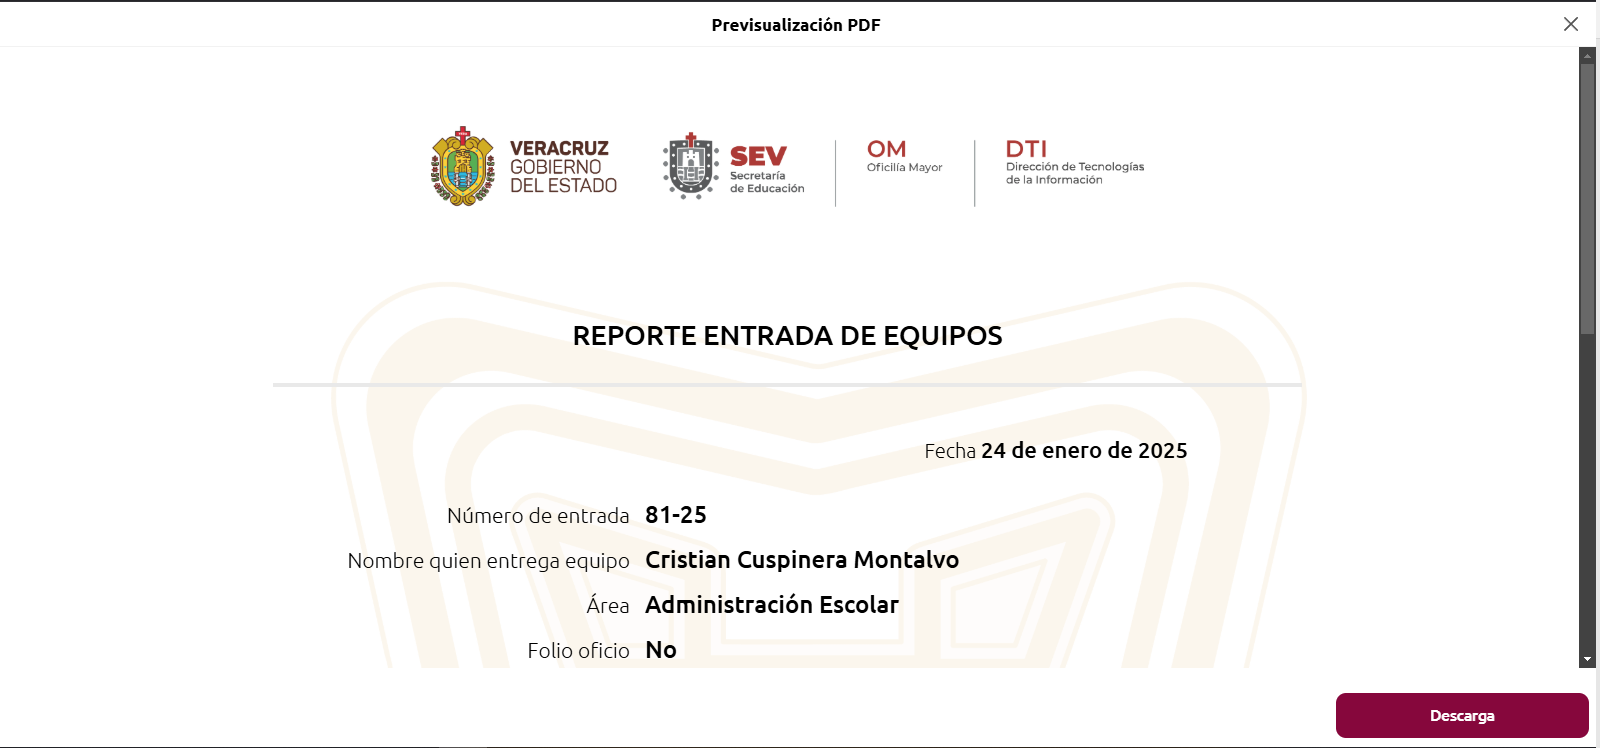 Previsualización PDF
VERACRUZ
GOBIERNO
DEL ESTADO
SEV
Secretaría
de Educación
OM
Oficilía Mayor
DTI
Dirección de Tecnologías
de la Información
REPORTE ENTRADA DE EQUIPOS
Fecha 24 de enero de 2025
Número de entrada 81-25
Nombre quien entrega equipo Cristian Cuspinera Montalvo
Área Administración Escolar
Folio oficio No
Descarga